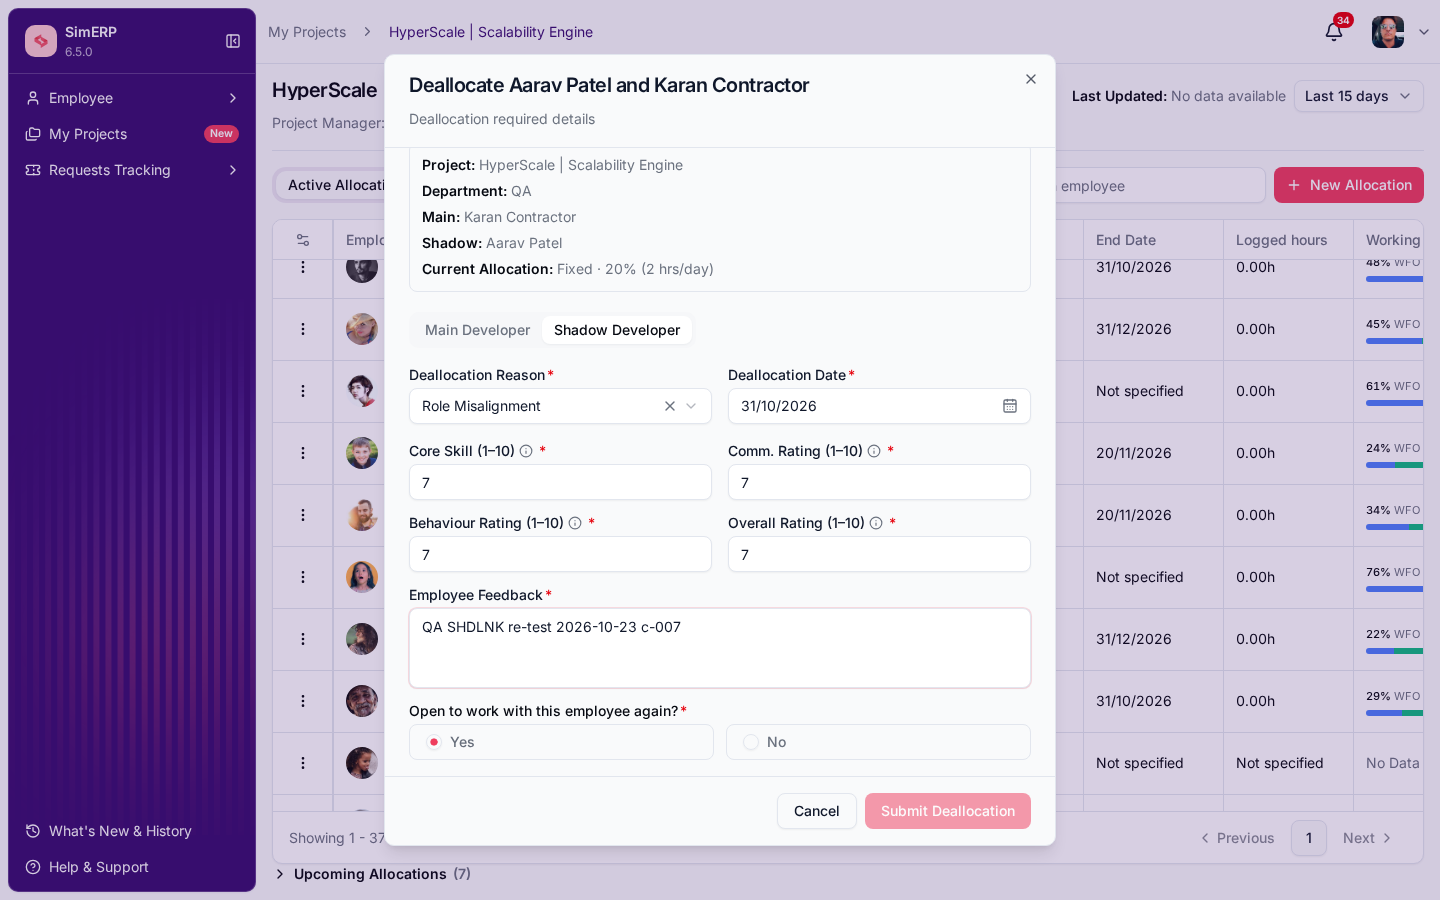 SimERP
6.5.0
Employee
My Projects
New
Requests Tracking
What's New & History
Help & Support
My Projects
HyperScale | Scalability Engine
34
HyperScale
Project Manager:
Last Updated: No data available
Last 15 days
Active Allocati
employee
New Allocation
Emplo
End Date
Logged hours
Working
31/10/2026
0.00h
48% WFO
31/12/2026
0.00h
45% WFO
Not specified
0.00h
61% WFO
20/11/2026
0.00h
24% WFO
20/11/2026
0.00h
34% WFO
Not specified
0.00h
76% WFO
31/12/2026
0.00h
22% WFO
31/10/2026
0.00h
29% WFO
Not specified
Not specified
No Data
Showing 1 - 37
Previous
1
Next
Upcoming Allocations (7)
Deallocate Aarav Patel and Karan Contractor
Deallocation required details
Project: HyperScale | Scalability Engine
Department: QA
Main: Karan Contractor
Shadow: Aarav Patel
Current Allocation: Fixed · 20% (2 hrs/day)
Main Developer
Shadow Developer
Deallocation Reason*
Deallocation Date*
Role Misalignment
31/10/2026
Core Skill (1–10) *
Comm. Rating (1–10) *
7
7
Behaviour Rating (1–10) *
Overall Rating (1–10) *
7
7
Employee Feedback*
QA SHDLNK re-test 2026-10-23 c-007
Open to work with this employee again?*
Yes
No
Cancel
Submit Deallocation